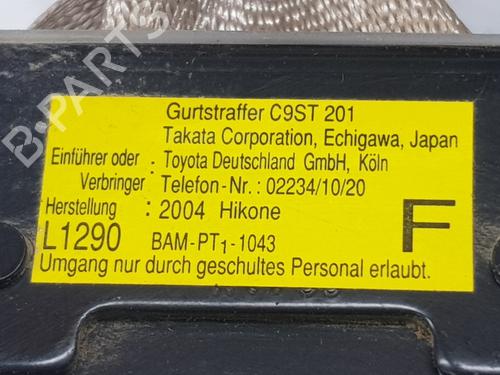 Gurtstraffer C9ST 201
Takata Corporation, Echigawa, Japan
Einführer oder : Toyota Deutschland GmbH, Köln
Verbringer Telefon-Nr. : 02234/10/20
Herstellung : 2004 Hikone
L1290 BAM-PT1-1043 F
Umgang nur durch geschultes Personal erlaubt.
B-PARTS